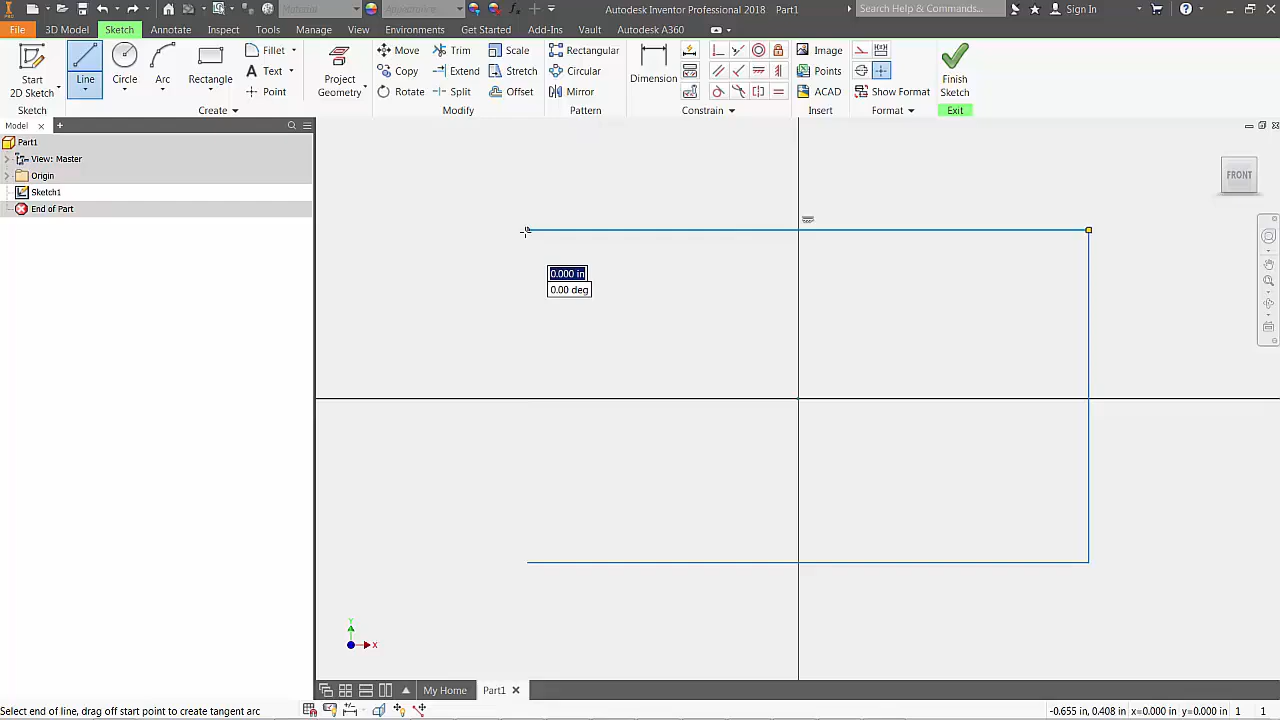 Material
Appearance
Autodesk Inventor Professional 2018 Part1
Search Help & Commands...
Sign In
File 3D Model Sketch Annotate Inspect Tools Manage View Environments Get Started Add-Ins Vault Autodesk A360
Start
2D Sketch
Line
Circle
Arc
Rectangle
Fillet
Text
Point
Project
Geometry
Move
Copy
Rotate
Trim
Extend
Split
Scale
Stretch
Offset
Rectangular
Circular
Mirror
Dimension
Image
Points
ACAD
Show Format
Finish
Sketch
Sketch Create Modify Pattern Constrain Insert Format Exit
Model
Part1
View: Master
Origin
Sketch1
End of Part
FRONT
0.000 in
0.00 deg
Y
X
My Home Part1
Select end of line, drag off start point to create tangent arc
-0.655 in, 0.408 in x=0.000 in y=0.000 in 1 1